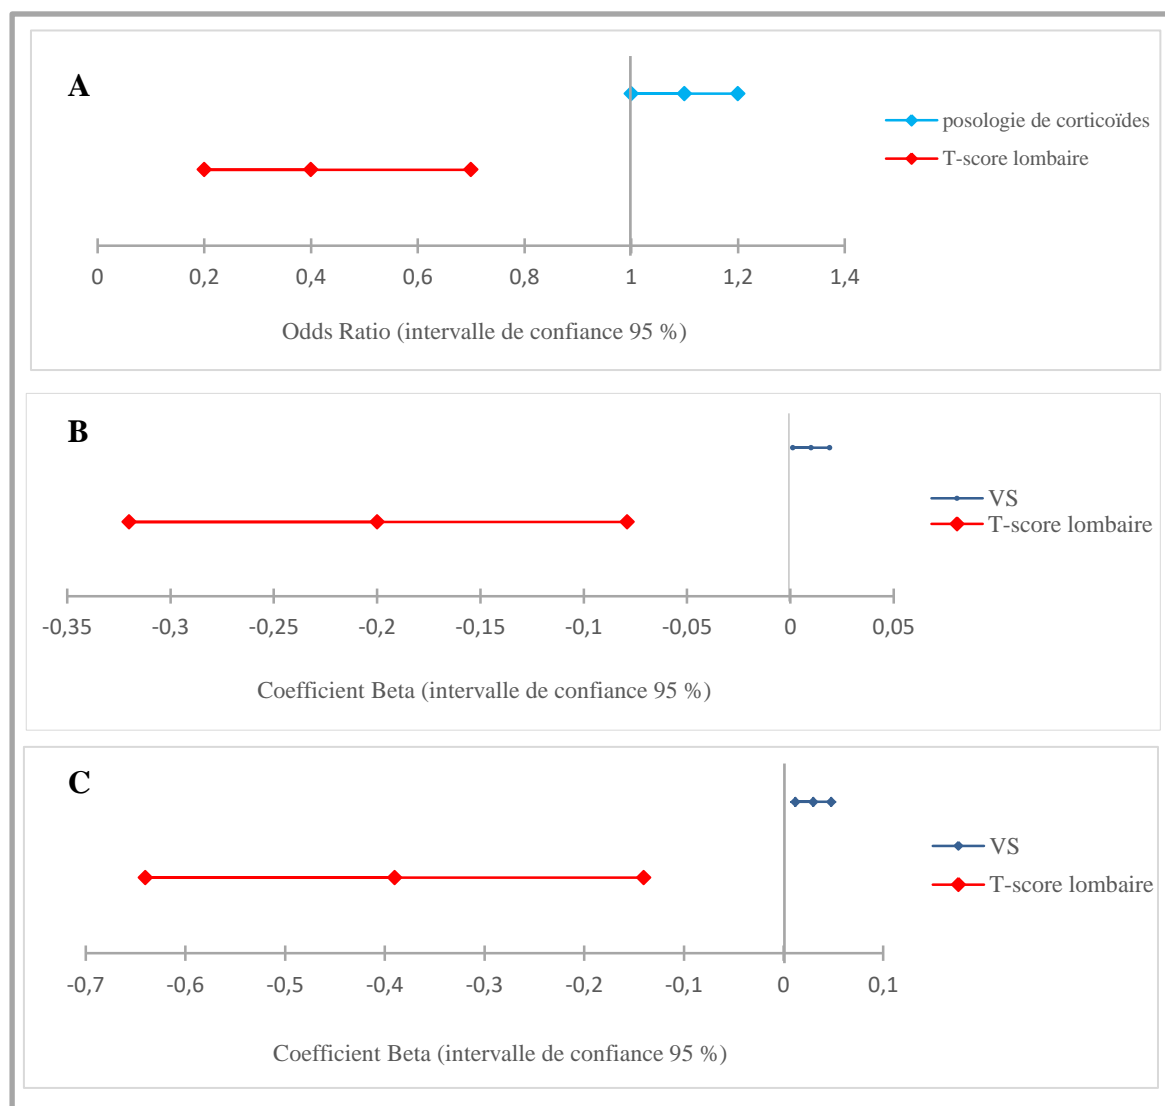 A
posologie de corticoïdes
T-score lombaire
0 0,2 0,4 0,6 0,8 1 1,2 1,4
Odds Ratio (intervalle de confiance 95 %)
B
VS
T-score lombaire
-0,35 -0,3 -0,25 -0,2 -0,15 -0,1 -0,05 0 0,05
Coefficient Beta (intervalle de confiance 95 %)
C
VS
T-score lombaire
-0,7 -0,6 -0,5 -0,4 -0,3 -0,2 -0,1 0 0,1
Coefficient Beta (intervalle de confiance 95 %)